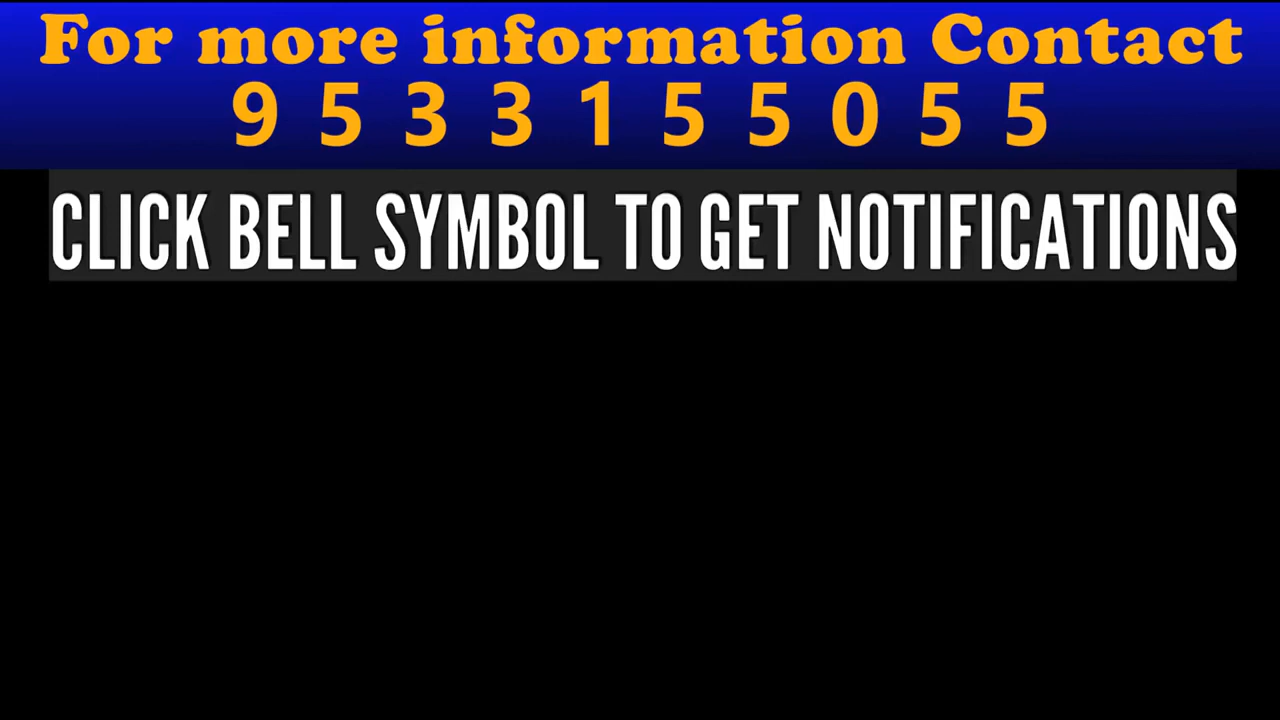 For more information Contact
9 5 3 3 1 5 5 0 5 5
CLICK BELL SYMBOL TO GET NOTIFICATIONS